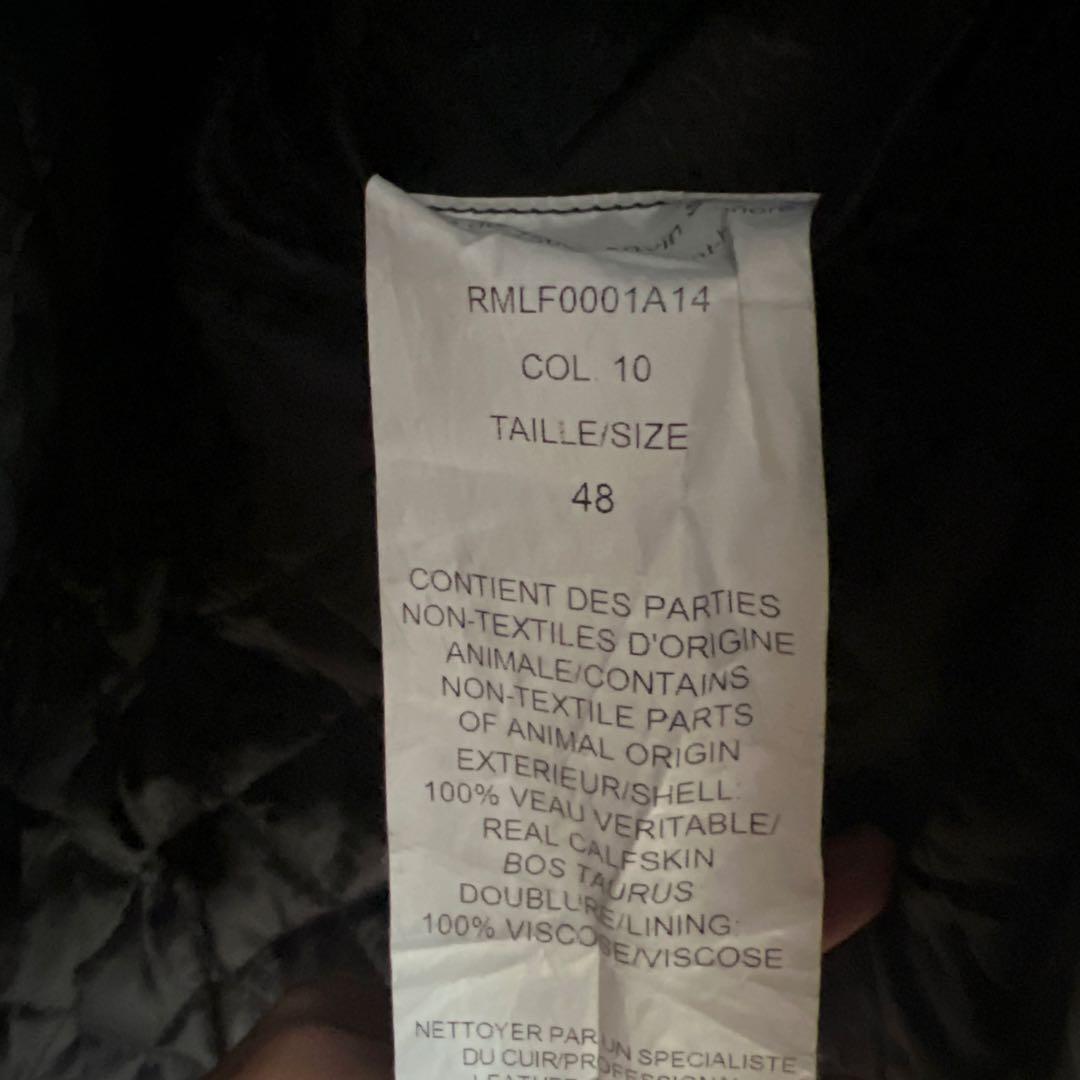 RMLF0001A14
COL. 10
TAILLE/SIZE
48
CONTIENT DES PARTIES
NON-TEXTILES D'ORIGINE
ANIMALE/CONTAINS
NON-TEXTILE PARTS
OF ANIMAL ORIGIN
EXTERIEUR/SHELL:
100% VEAU VERITABLE/
REAL CALFSKIN
BOS TAURUS
DOUBLURE/LINING:
100% VISCOSE/VISCOSE
NETTOYER PAR UN SPECIALISTE
DU CUIR/PROFESSIONAL